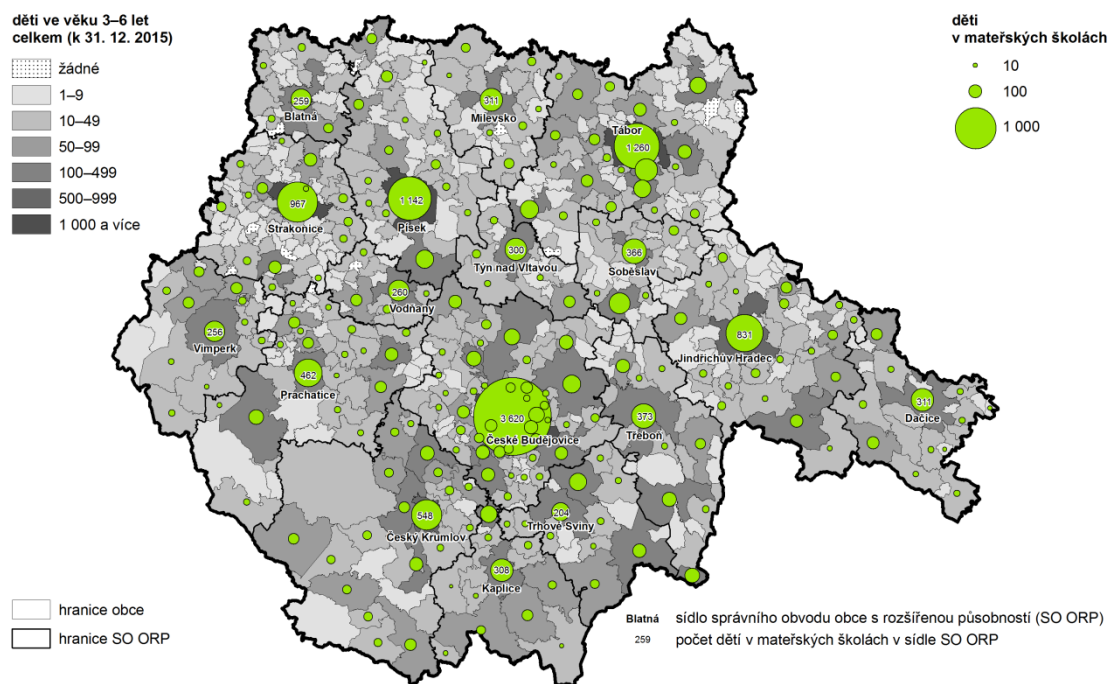 děti ve věku 3–6 let
celkem (k 31. 12. 2015)
žádné
1–9
10–49
50–99
100–499
500–999
1 000 a více
děti
v mateřských školách
10
100
1 000
259
Blatná
311
Milevsko
Tábor
1 260
967
Strakonice
1 142
Písek
300
Týn nad Vltavou
366
Soběslav
260
Vodňany
256
Vimperk
831
Jindřichův Hradec
462
Prachatice
311
Dačice
3 620
České Budějovice
373
Třeboň
548
Český Krumlov
204
Trhové Sviny
308
Kaplice
hranice obce
hranice SO ORP
Blatná sídlo správního obvodu obce s rozšířenou působností (SO ORP)
259 počet dětí v mateřských školách v sídle SO ORP